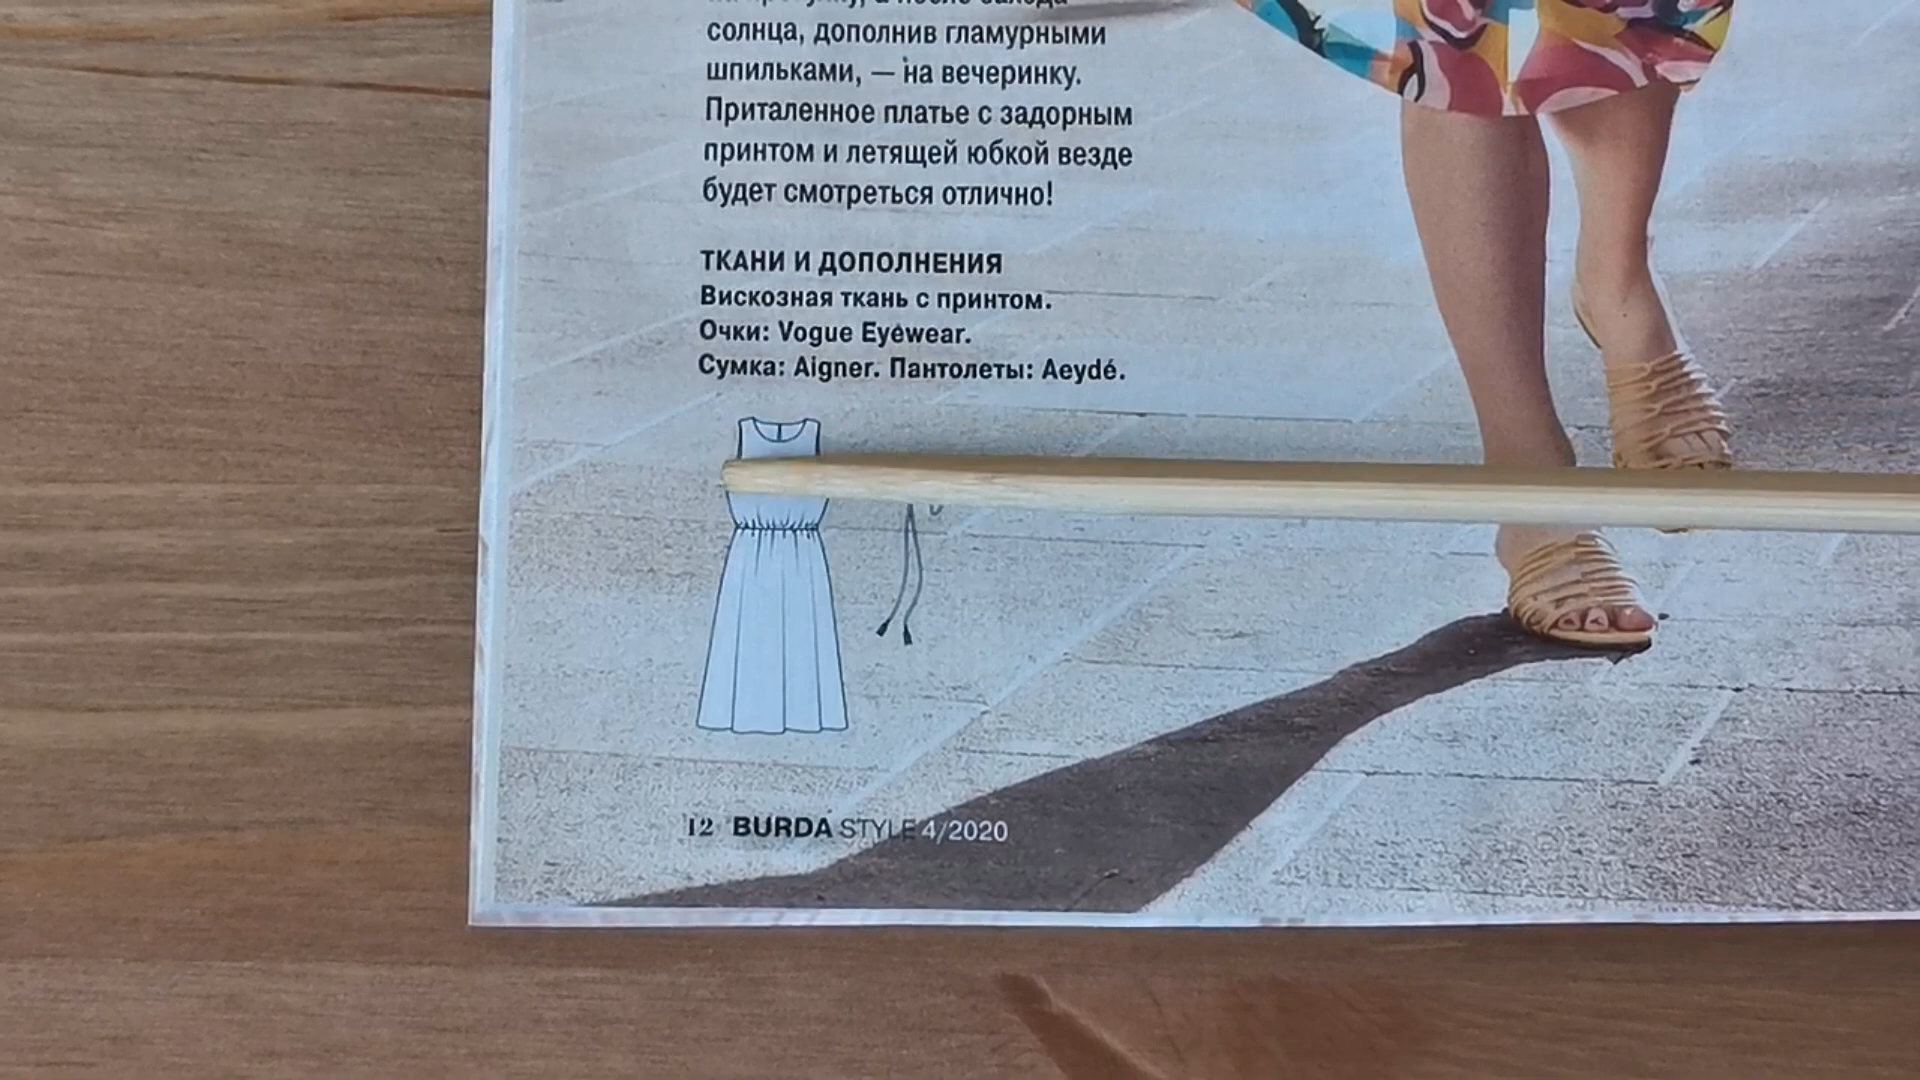 солнца, дополнив гламурными
шпильками, — на вечеринку.
Приталенное платье с задорным
принтом и летящей юбкой везде
будет смотреться отлично!
ТКАНИ И ДОПОЛНЕНИЯ
Вискозная ткань с принтом.
Очки: Vogue Eyewear.
Сумка: Aigner. Пантолеты: Aeydé.
12 BURDA STYLE 4/2020